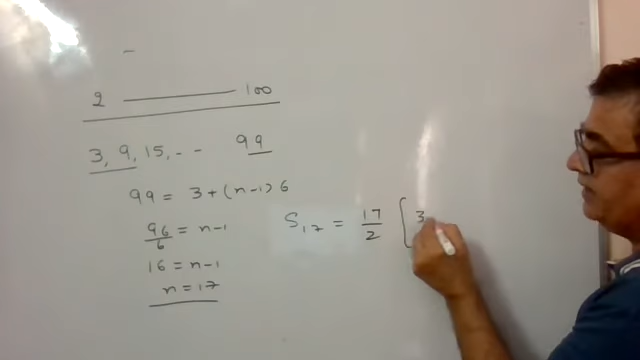 2 ——— 100
3, 9, 15, - - 99
99 = 3 + (n-1) 6
96/6 = n-1
16 = n-1
n = 17
S₁₇ = 17/2 [ 3